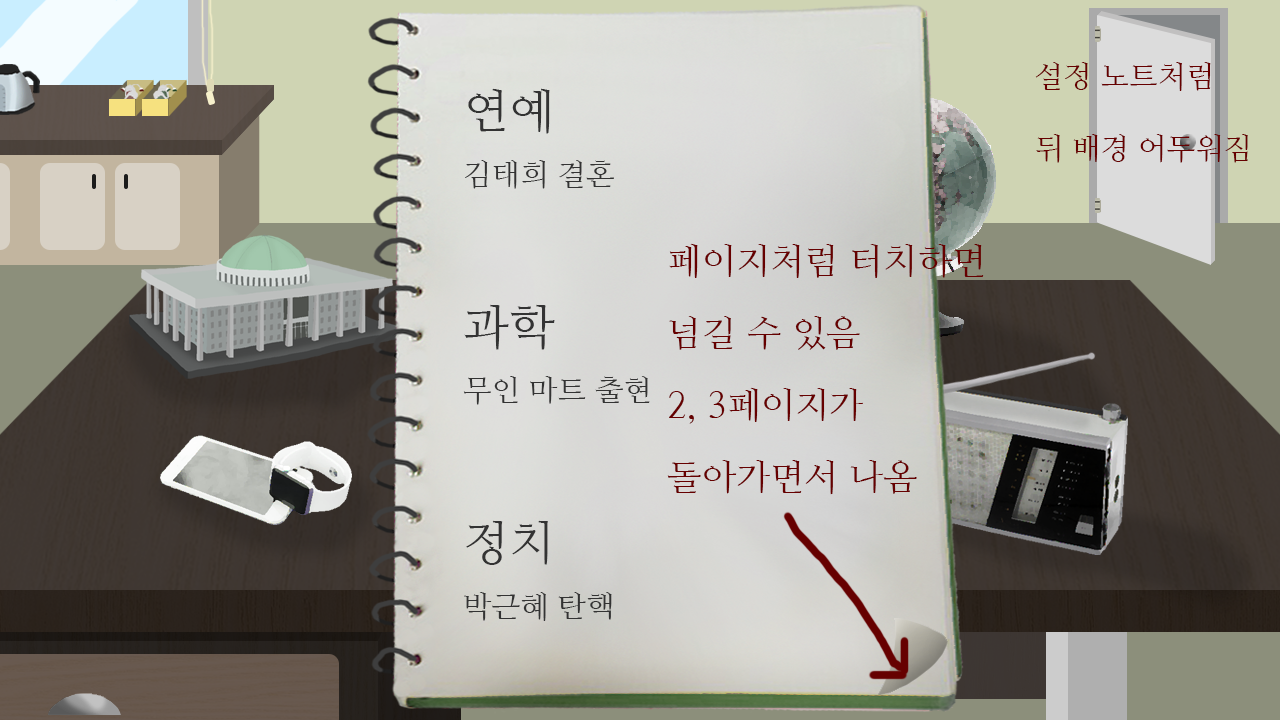 연예
김태희 결혼
과학
무인 마트 출현
정치
박근혜 탄핵
페이지처럼 터치하면
넘길 수 있음
2, 3페이지가
돌아가면서 나옴
설정 노트처럼
뒤 배경 어두워짐